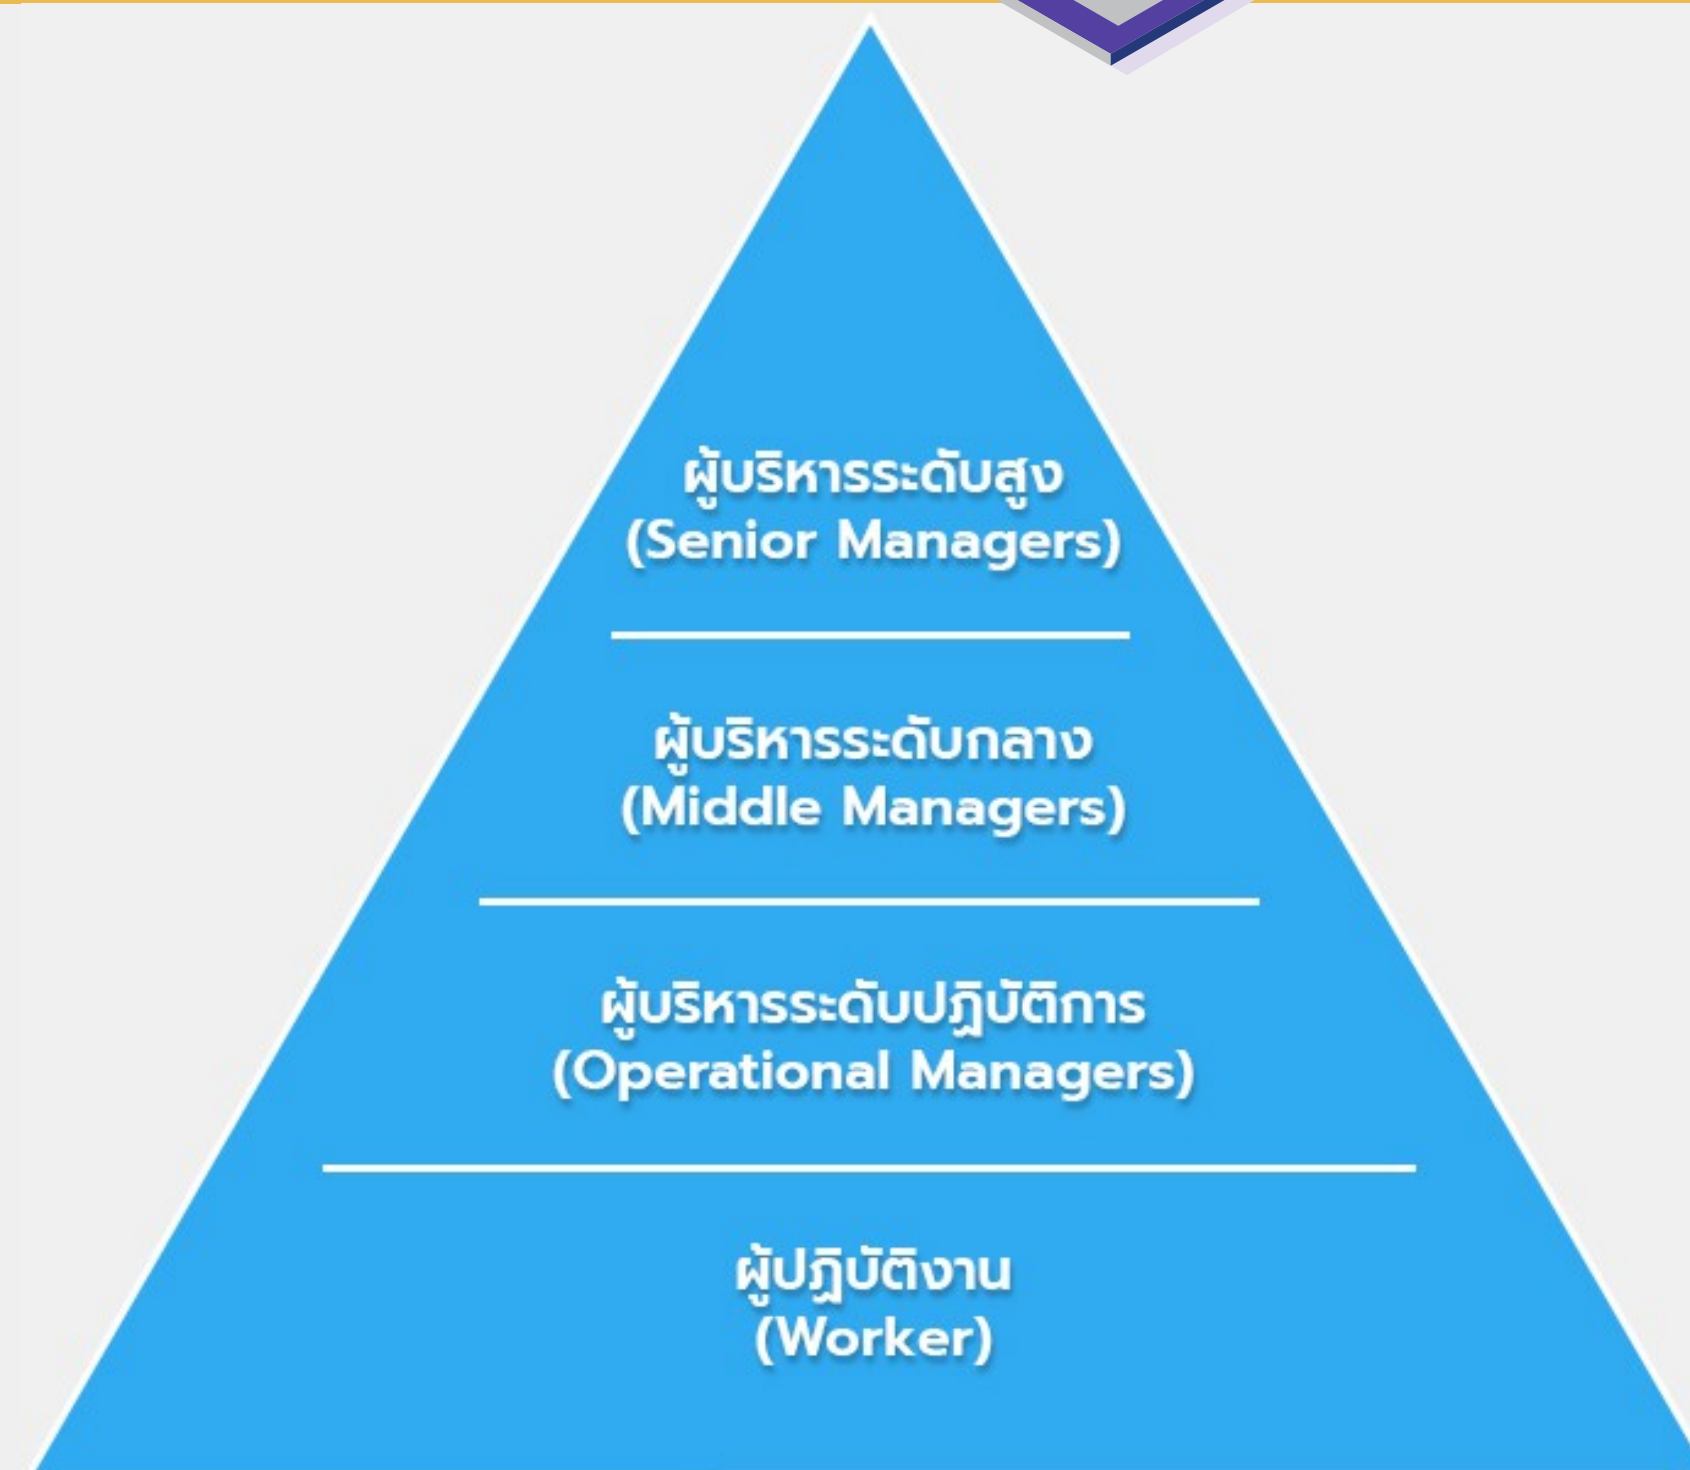 ผู้บริหารระดับสูง
(Senior Managers)
ผู้บริหารระดับกลาง
(Middle Managers)
ผู้บริหารระดับปฏิบัติการ
(Operational Managers)
ผู้ปฏิบัติงาน
(Worker)